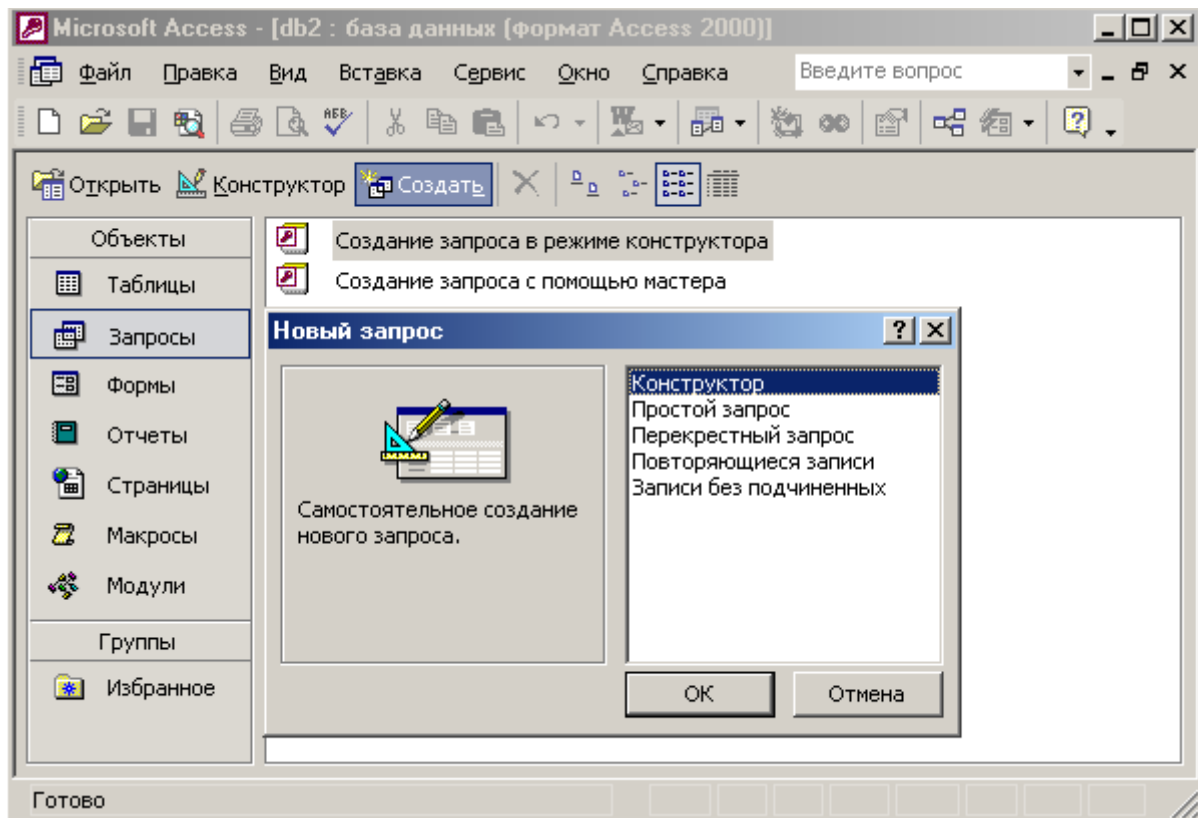 Microsoft Access - [db2 : база данных (формат Access 2000)]
Файл Правка Вид Вставка Сервис Окно Справка Введите вопрос
Открыть Конструктор Создать
Объекты
Таблицы
Запросы
Формы
Отчеты
Страницы
Макросы
Модули
Группы
Избранное
Создание запроса в режиме конструктора
Создание запроса с помощью мастера
Новый запрос
Самостоятельное создание
нового запроса.
Конструктор
Простой запрос
Перекрестный запрос
Повторяющиеся записи
Записи без подчиненных
ОК Отмена
Готово